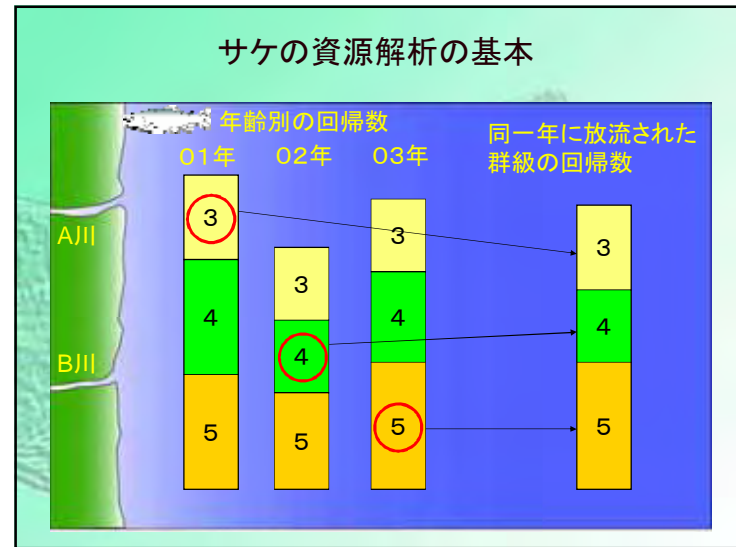 サケの資源解析の基本
年齢別の回帰数
01年 02年 03年
同一年に放流された
群級の回帰数
A川
B川
3
4
5
3
4
5
3
4
5
3
4
5